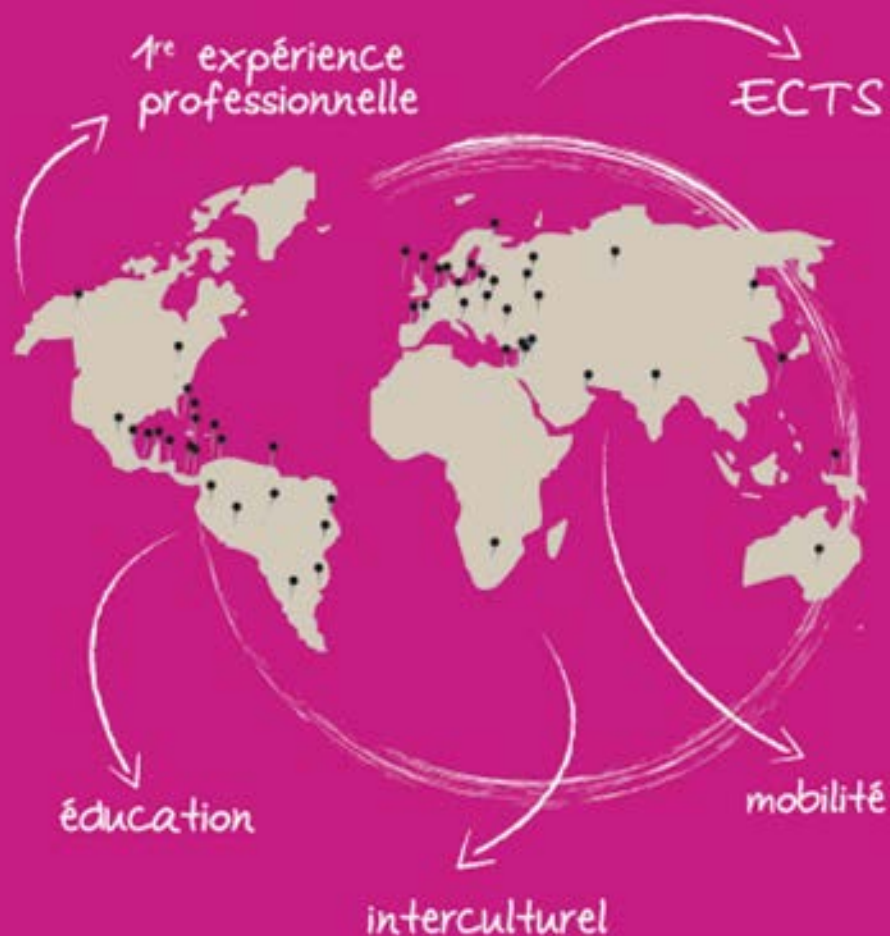 1re expérience
professionnelle
ECTS
éducation
mobilité
interculturel